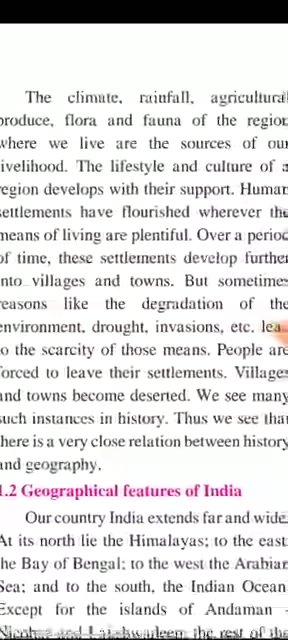 The climate, rainfall, agricultural
produce, flora and fauna of the region
where we live are the sources of our
livelihood. The lifestyle and culture of a
region develops with their support. Human
settlements have flourished wherever the
means of living are plentiful. Over a period
of time, these settlements develop further
into villages and towns. But sometimes
reasons like the degradation of the
environment, drought, invasions, etc. lea
to the scarcity of those means. People are
forced to leave their settlements. Villages
and towns become deserted. We see many
such instances in history. Thus we see that
there is a very close relation between history
and geography.
1.2 Geographical features of India
Our country India extends far and wide.
At its north lie the Himalayas; to the east
the Bay of Bengal; to the west the Arabian
Sea; and to the south, the Indian Ocean
Except for the islands of Andaman -
Nicobar and Lakshadweep, the rest of the